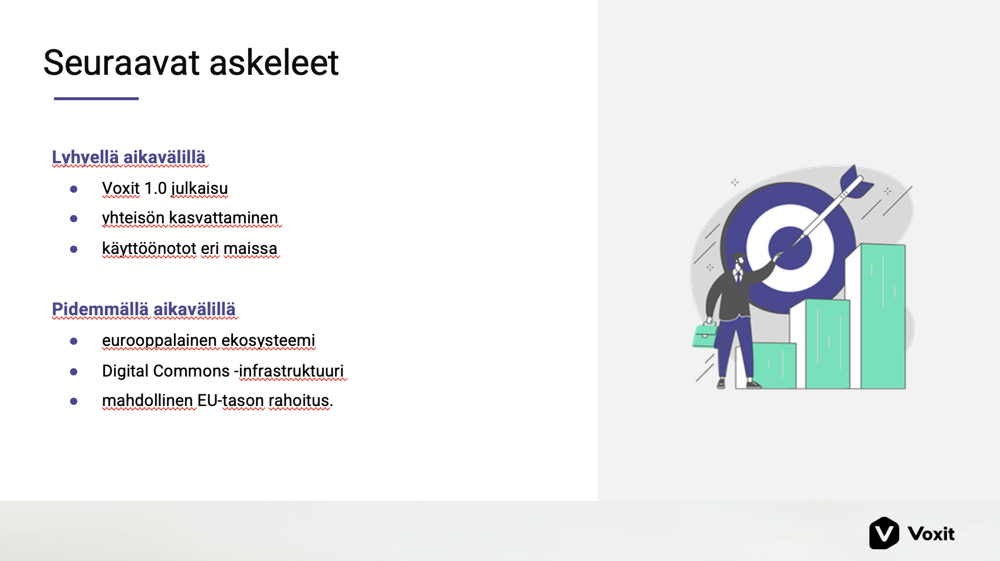 Seuraavat askeleet
Lyhyellä aikavälillä
Voxit 1.0 julkaisu
yhteisön kasvattaminen
käyttöönotot eri maissa
Pidemmällä aikavälillä
eurooppalainen ekosysteemi
Digital Commons -infrastruktuuri
mahdollinen EU-tason rahoitus.
Voxit